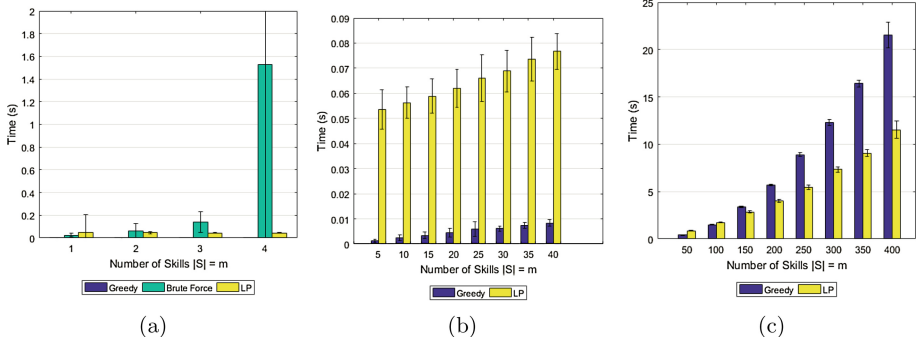 2
1.8
1.6
1.4
1.2
1
0.8
0.6
0.4
0.2
0
Time (s)
1 2 3 4
Number of Skills |S| = m
Greedy Brute Force LP
(a)
0.09
0.08
0.07
0.06
0.05
0.04
0.03
0.02
0.01
0
Time (s)
5 10 15 20 25 30 35 40
Number of Skills |S| = m
Greedy LP
(b)
25
20
15
10
5
0
Time (s)
50 100 150 200 250 300 350 400
Number of Skills |S| = m
Greedy LP
(c)